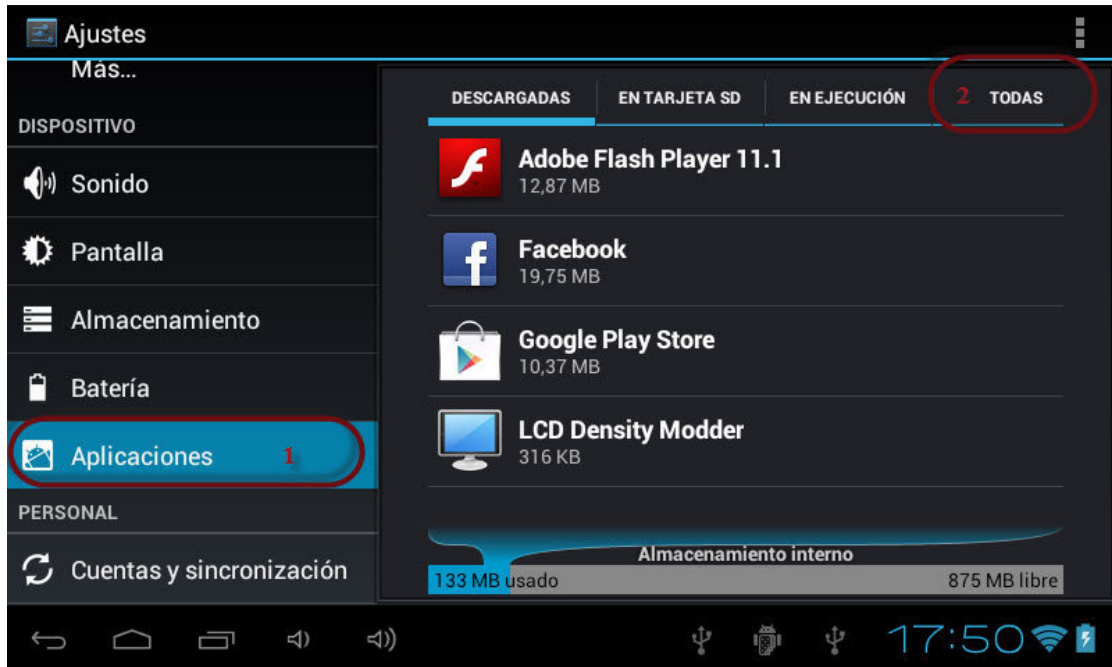 Ajustes
Más...
DISPOSITIVO
Sonido
Pantalla
Almacenamiento
Batería
Aplicaciones 1
PERSONAL
Cuentas y sincronización
DESCARGADAS EN TARJETA SD EN EJECUCIÓN 2 TODAS
Adobe Flash Player 11.1
12,87 MB
Facebook
19,75 MB
Google Play Store
10,37 MB
LCD Density Modder
316 KB
Almacenamiento interno
133 MB usado 875 MB libre
17:50